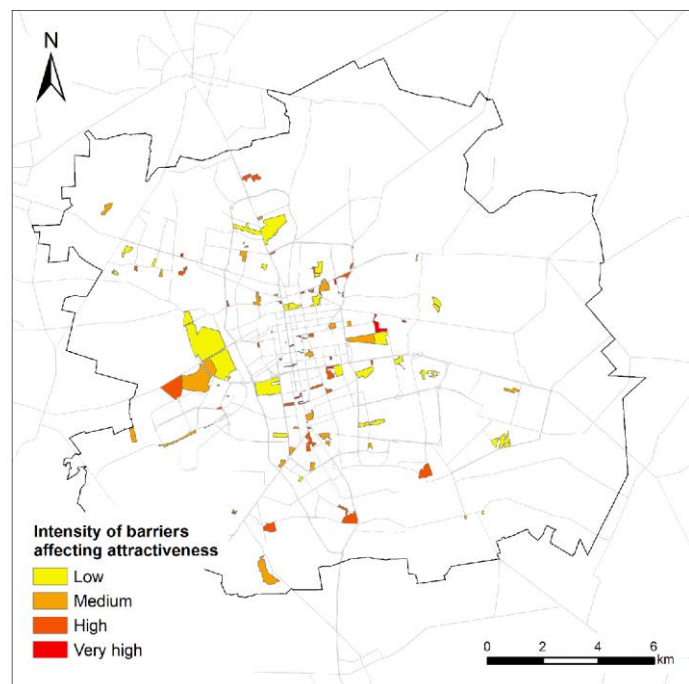 N
Intensity of barriers
affecting attractiveness
Low
Medium
High
Very high
0 2 4 6
km